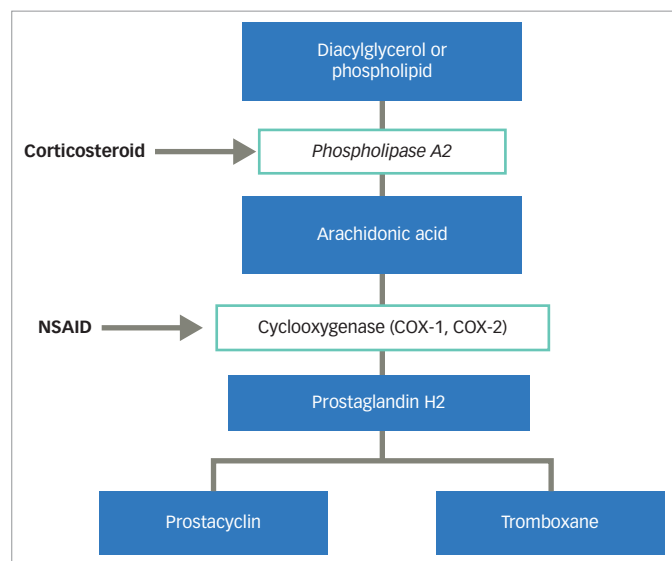 Diacylglycerol or
phospholipid
Corticosteroid
Phospholipase A2
Arachidonic acid
NSAID
Cyclooxygenase (COX-1, COX-2)
Prostaglandin H2
Prostacyclin
Tromboxane